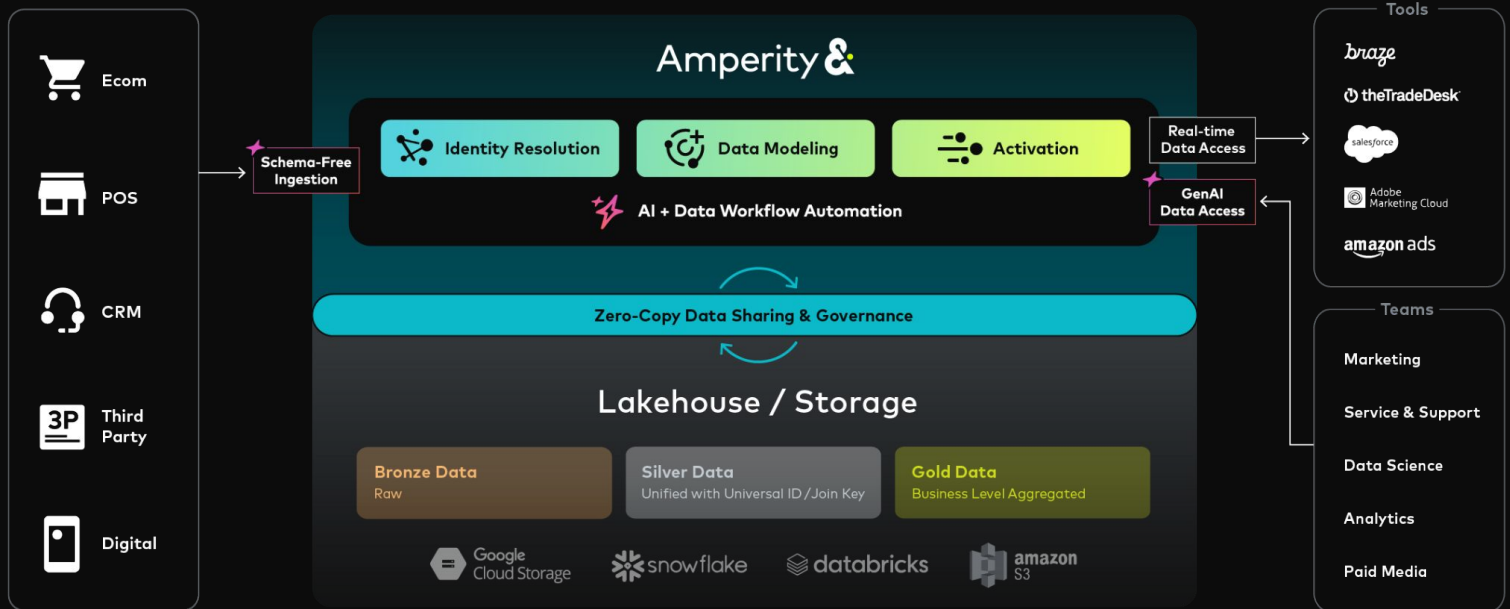 Ecom
POS
CRM
3P
Third
Party
Digital
Schema-Free
Ingestion
Amperity &
Identity Resolution
Data Modeling
Activation
AI + Data Workflow Automation
Real-time
Data Access
GenAI
Data Access
Zero-Copy Data Sharing & Governance
Lakehouse / Storage
Bronze Data
Raw
Silver Data
Unified with Universal ID/Join Key
Gold Data
Business Level Aggregated
Google
Cloud Storage
snowflake
databricks
amazon
S3
Tools
braze
theTradeDesk
salesforce
Adobe
Marketing Cloud
amazon ads
Teams
Marketing
Service & Support
Data Science
Analytics
Paid Media